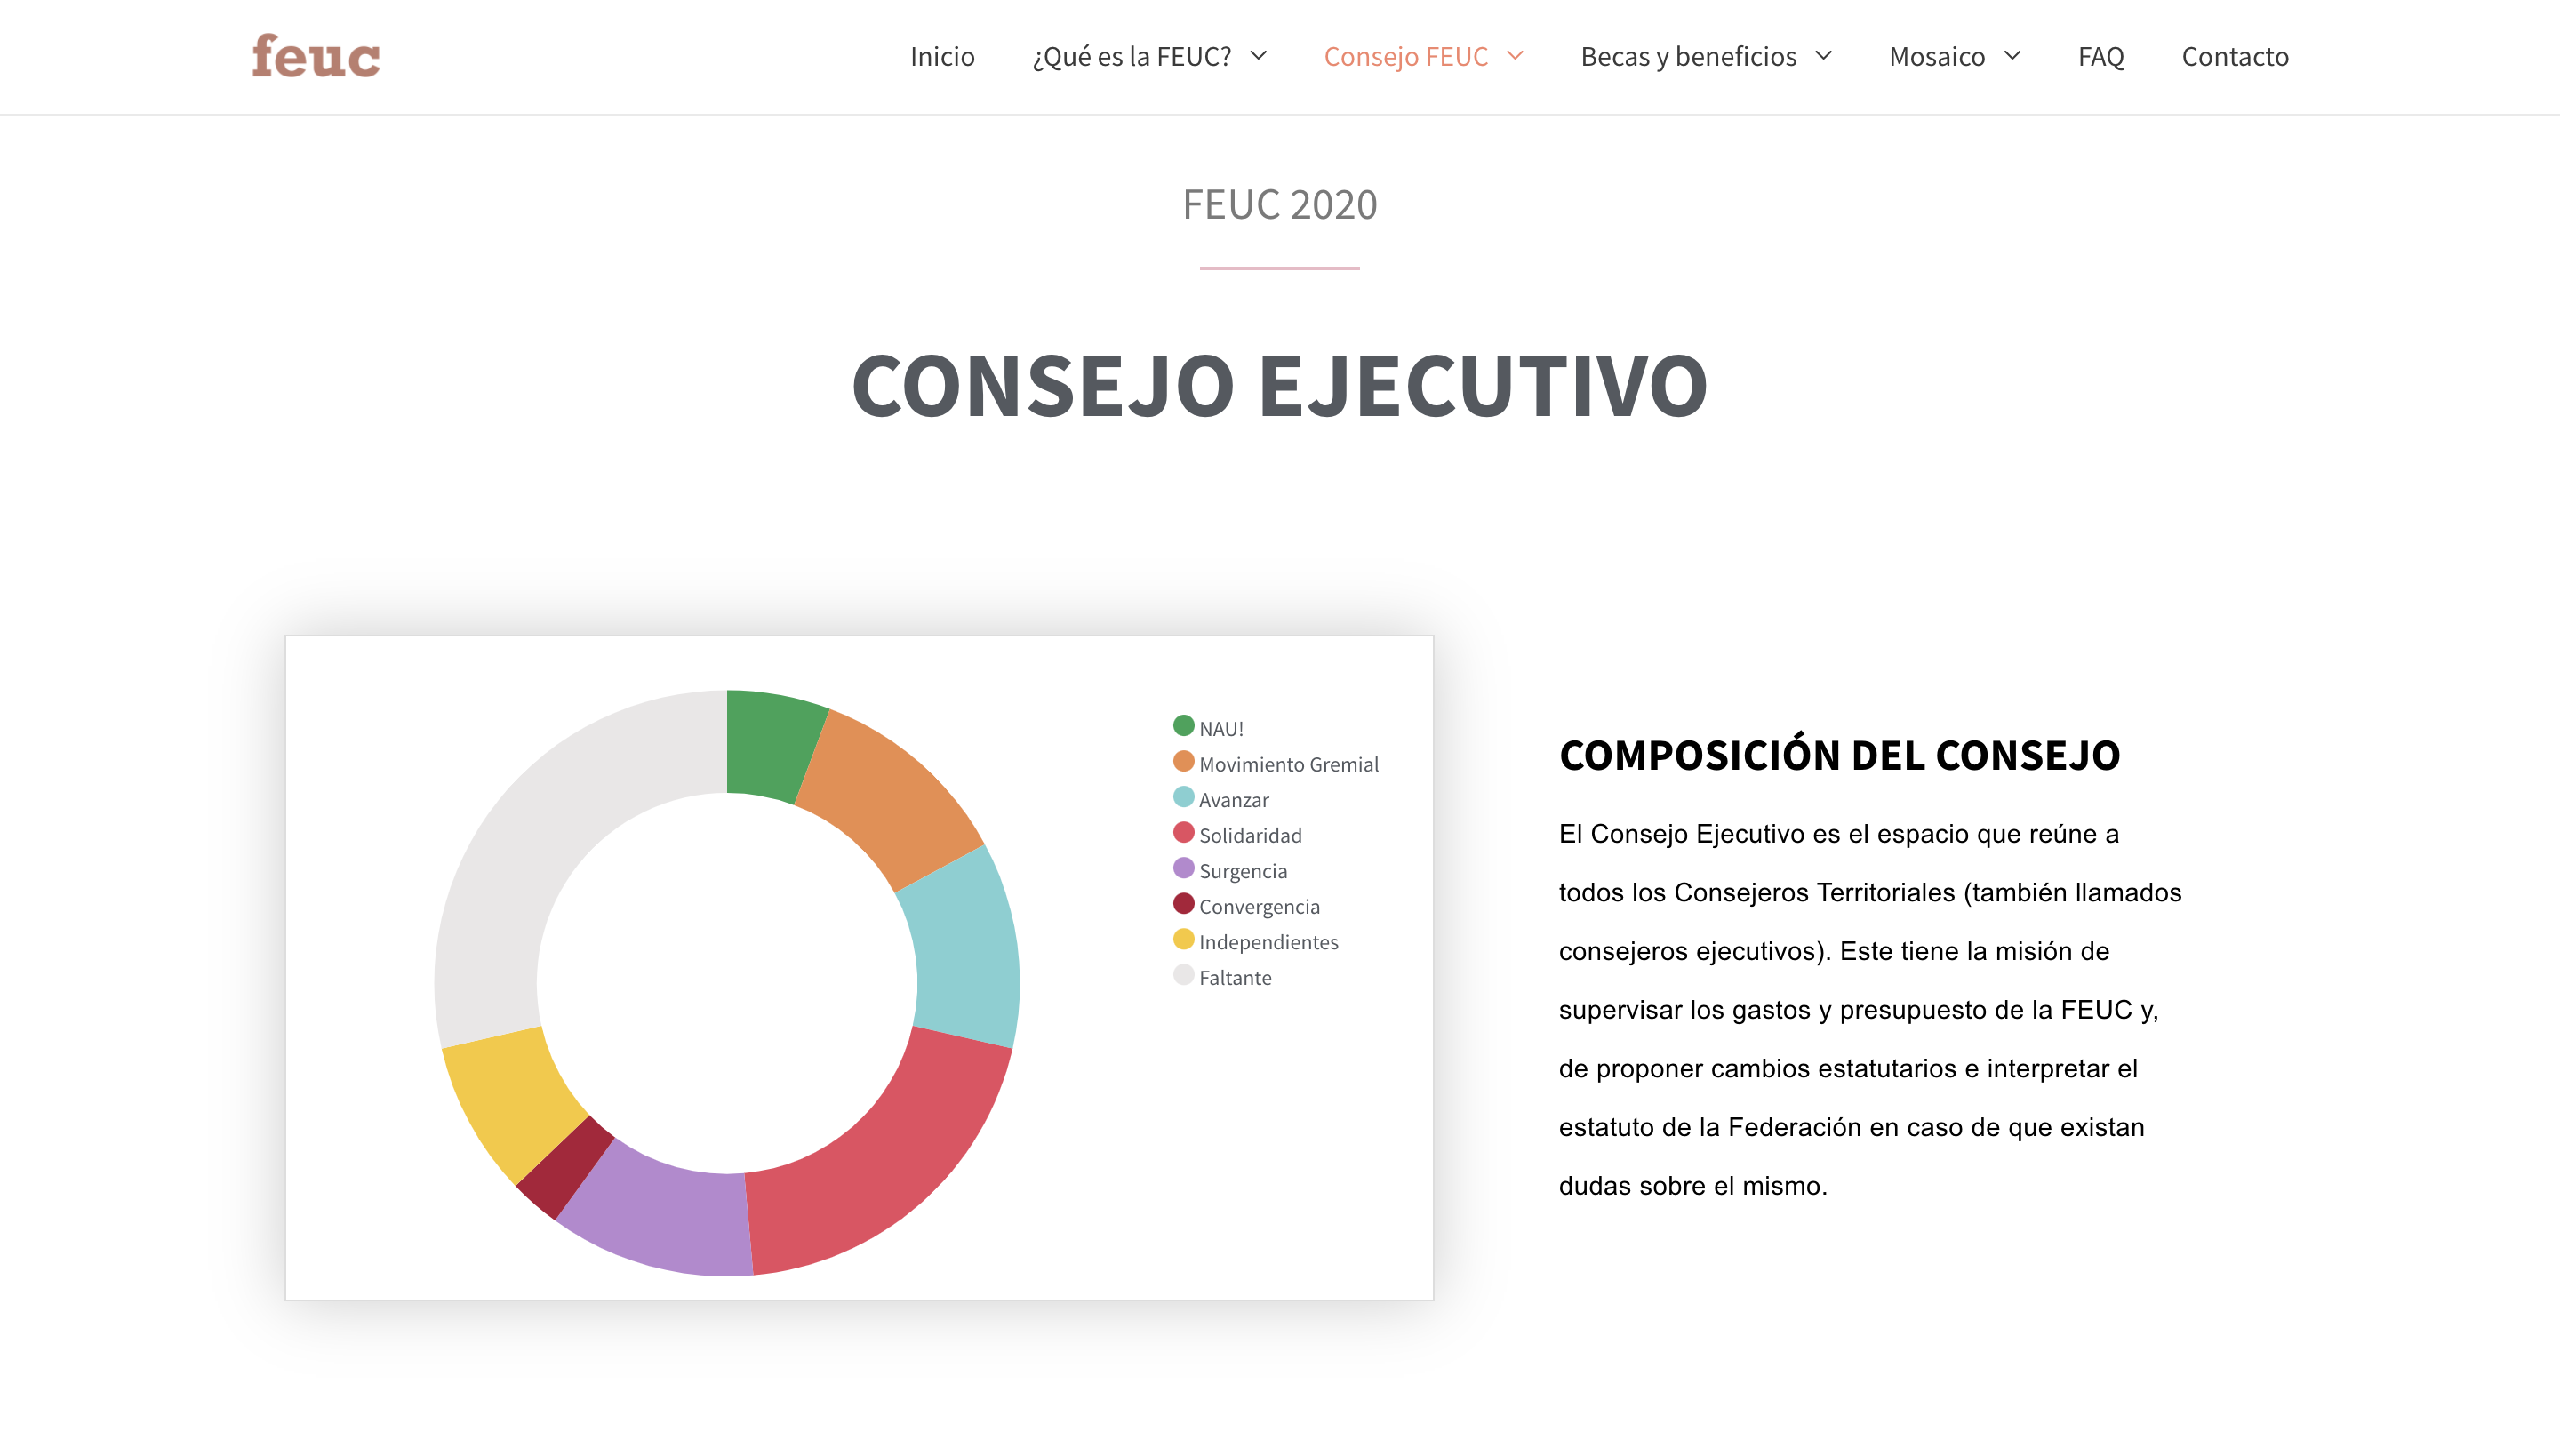 feuc
Inicio
¿Qué es la FEUC?
Consejo FEUC
Becas y beneficios
Mosaico
FAQ
Contacto
FEUC 2020
CONSEJO EJECUTIVO
NAU!
Movimiento Gremial
Avanzar
Solidaridad
Surgencia
Convergencia
Independientes
Faltante
COMPOSICIÓN DEL CONSEJO
El Consejo Ejecutivo es el espacio que reúne a
todos los Consejeros Territoriales (también llamados
consejeros ejecutivos). Este tiene la misión de
supervisar los gastos y presupuesto de la FEUC y,
de proponer cambios estatutarios e interpretar el
estatuto de la Federación en caso de que existan
dudas sobre el mismo.